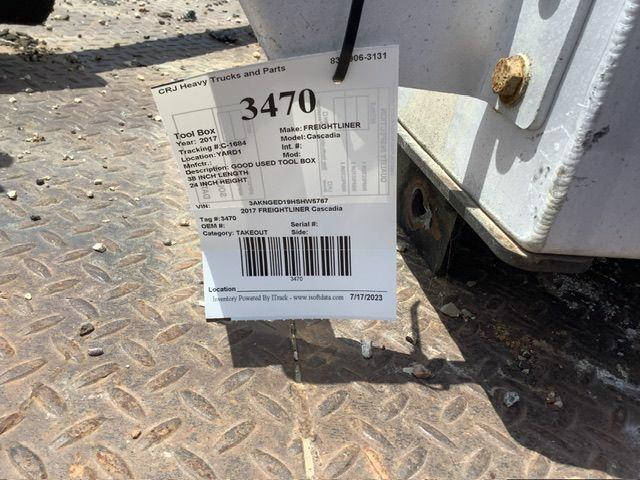 CRJ Heavy Trucks and Parts
3470
Tool Box
Year: 2017
Make: FREIGHTLINER
Tracking #:C-1684
Model: Cascadia
Location: YARD1
Int. #:
Mntctr.:
Mod:
Description: GOOD USED TOOL BOX
38 INCH LENGTH
24 INCH HEIGHT
VIN: 3AKNGED19HSHW5767
2017 FREIGHTLINER Cascadia
Tag #: 3470
OEM #:
Serial #:
Category: TAKEOUT
Side:
3470
Location
Inventory Powered By ITrack - www.isoftdata.com 7/17/2023